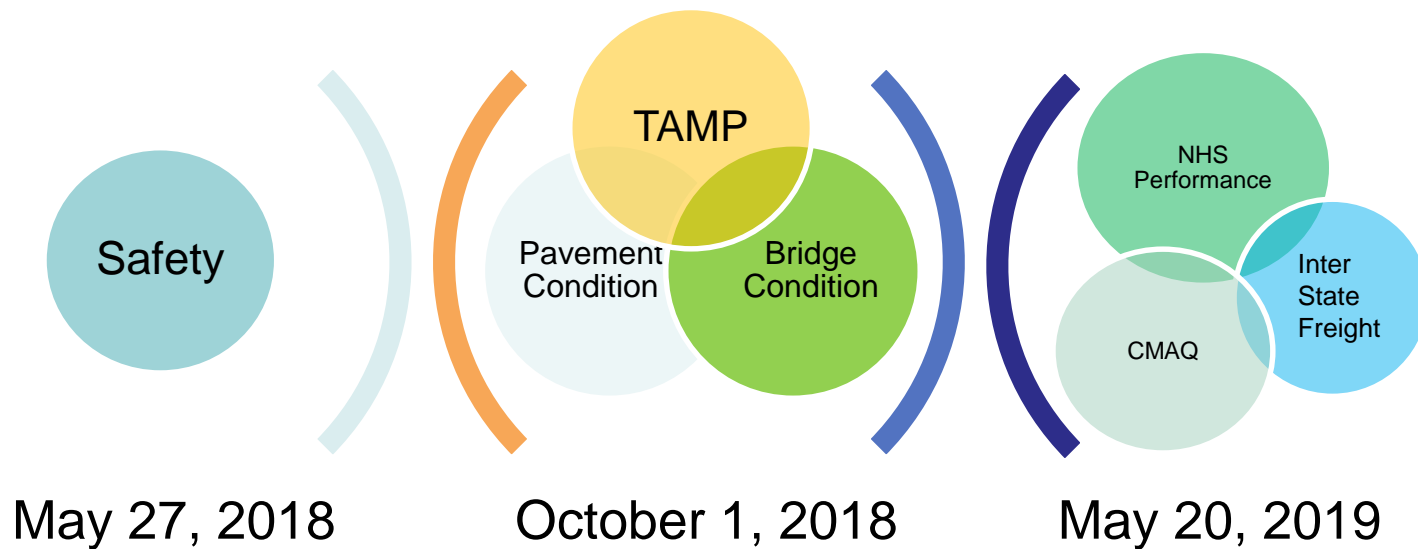 Safety
TAMP
Pavement
Condition
Bridge
Condition
NHS
Performance
Inter
State
Freight
CMAQ
May 27, 2018
October 1, 2018
May 20, 2019